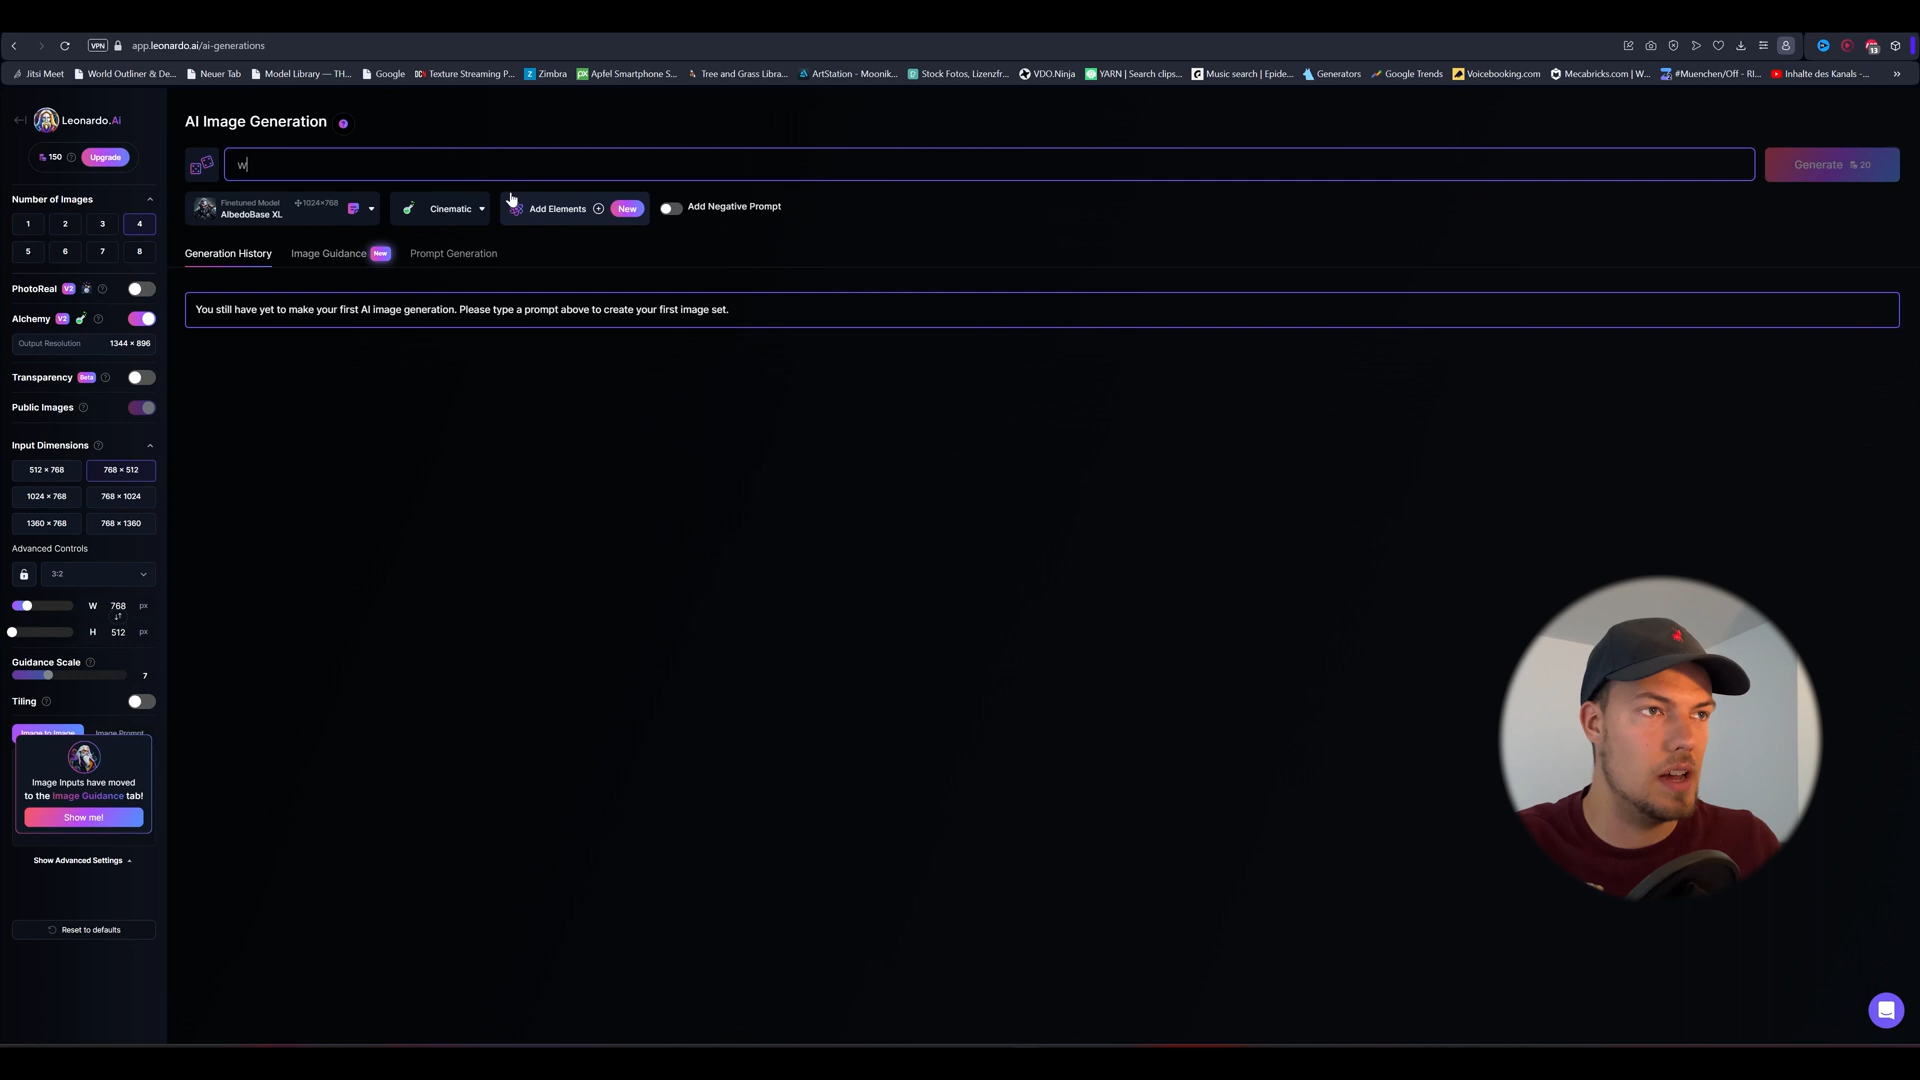 VPN app.leonardo.ai/ai-generations 13
Jitsi Meet World Outliner & De... Neuer Tab Model Library — TH... Google Texture Streaming P... Zimbra Apfel Smartphone S... Tree and Grass Libra... ArtStation - Moonik... Stock Fotos, Lizenzfr... VDO.Ninja YARN | Search clips... Music search | Epide... Generators Google Trends Voicebooking.com Mecabricks.com | W... #Muenchen/Off - RI... Inhalte des Kanals -... »
Leonardo.Ai
150 ? Upgrade
Number of Images
1 2 3 4
5 6 7 8
PhotoReal V2 ?
Alchemy V2 ?
Output Resolution 1344 × 896
Transparency Beta ?
Public Images ?
Input Dimensions ?
512 × 768 768 × 512
1024 × 768 768 × 1024
1360 × 768 768 × 1360
Advanced Controls
3:2
W 768 px
H 512 px
Guidance Scale ?
7
Tiling ?
Image to Image Image Prompt
Image Inputs have moved
to the Image Guidance tab!
Show me!
Show Advanced Settings
Reset to defaults
AI Image Generation ?
w
Generate 20
Finetuned Model 1024×768
AlbedoBase XL
Cinematic
Add Elements New
Add Negative Prompt
Generation History Image Guidance New Prompt Generation
You still have yet to make your first AI image generation. Please type a prompt above to create your first image set.